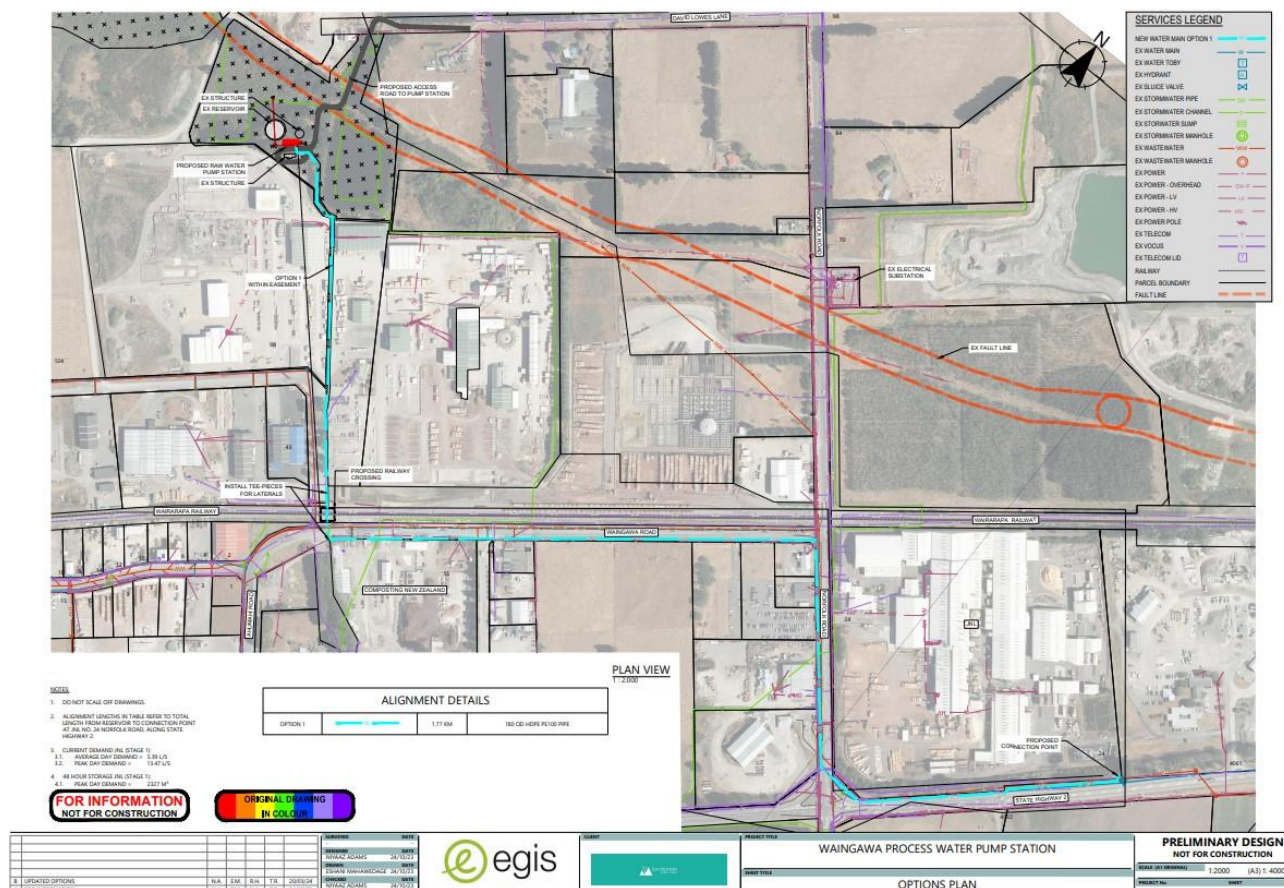 DAVID LOWES LANE
N
SERVICES LEGEND
NEW WATER MAIN OPTION 1
EX WATER MAIN
EX WATER TOBY
EX HYDRANT
EX SLUICE VALVE
EX STORMWATER PIPE
EX STORMWATER CHANNEL
EX STORWATER SUMP
EX STORMWATER MANHOLE
EX WASTEWATER
EX WASTEWATER MANHOLE
EX POWER
EX POWER - OVERHEAD
EX POWER - LV
EX POWER - HV
EX POWER POLE
EX TELECOM
EX VOCUS
EX TELECOM LID
RAILWAY
PARCEL BOUNDARY
FAULT LINE
PROPOSED ACCESS
ROAD TO PUMP STATION
EX STRUCTURE
EX RESERVOIR
PROPOSED RAW WATER
PUMP STATION
EX STRUCTURE
NORFOLK ROAD
EX ELECTRICAL
SUBSTATION
OPTION 1
WITHIN EASEMENT
EX FAULT LINE
PROPOSED RAILWAY
CROSSING
INSTALL TEE-PIECES
FOR LATERALS
WAIRARAPA RAILWAY
WAIRARAPA RAILWAY
WAINGAWA ROAD
COMPOSTING NEW ZEALAND
NORFOLK ROAD
JNL
PROPOSED
CONNECTION POINT
STATE HIGHWAY 2
PLAN VIEW
1 : 2000
NOTES
1. DO NOT SCALE OFF DRAWINGS.
2. ALIGNMENT LENGTHS IN TABLE REFER TO TOTAL
LENGTH FROM RESERVOIR TO CONNECTION POINT
AT JNL NO. 24 NORFOLK ROAD, ALONG STATE
HIGHWAY 2.
3. CURRENT DEMAND JNL (STAGE 1):
3.1. AVERAGE DAY DEMAND = 5.39 L/S
3.2. PEAK DAY DEMAND = 13.47 L/S
4. 48 HOUR STORAGE JNL (STAGE 1):
4.1. PEAK DAY DEMAND = 2327 M³
ALIGNMENT DETAILS
OPTION 1 1.77 KM 180 OD HDPE PE100 PIPE
FOR INFORMATION
NOT FOR CONSTRUCTION
ORIGINAL DRAWING
IN COLOUR
B UPDATED OPTIONS N.A. E.M. R.H. T.R. 20/03/24
SURVEYED DATE
DESIGNED DATE
NIYAAZ ADAMS 24/10/23
DRAWN DATE
ESHANI MAHAWEDAGE 24/10/23
CHECKED DATE
NIYAAZ ADAMS 24/10/23
egis
CLIENT
PROJECT TITLE
WAINGAWA PROCESS WATER PUMP STATION
SHEET TITLE
OPTIONS PLAN
PRELIMINARY DESIGN
NOT FOR CONSTRUCTION
SCALE (A1 ORIGINAL) 1:2000 (A3) 1: 4000
PROJECT No. SHEET